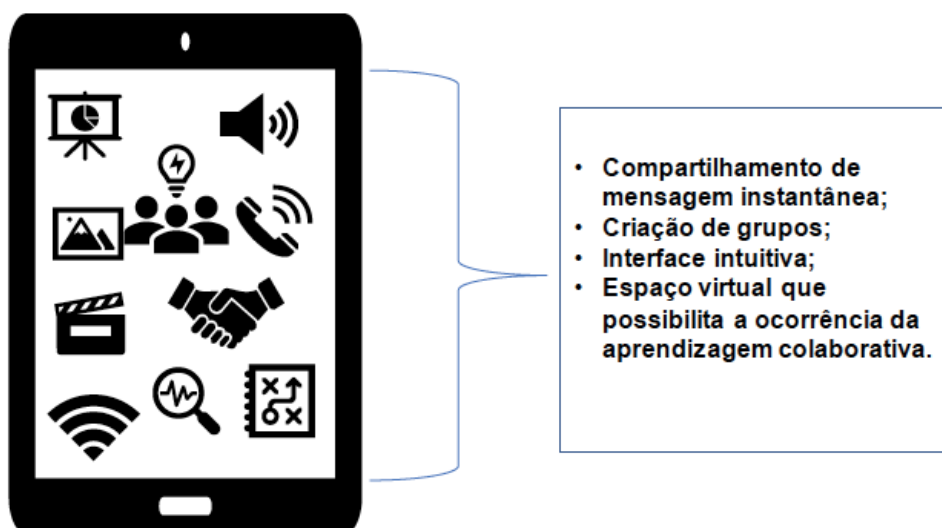 • Compartilhamento de
mensagem instantânea;
• Criação de grupos;
• Interface intuitiva;
• Espaço virtual que
possibilita a ocorrência da
aprendizagem colaborativa.